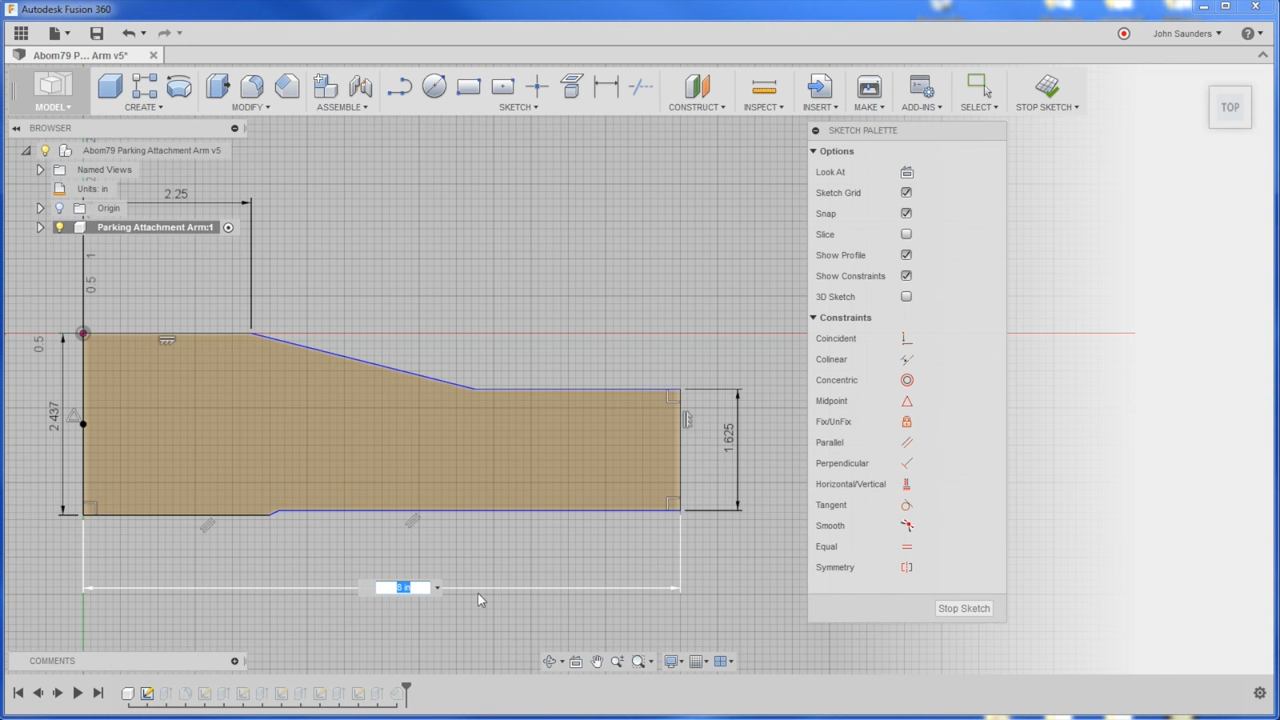 Autodesk Fusion 360
John Saunders
Abom79 P... Arm v5*
MODEL
CREATE
MODIFY
ASSEMBLE
SKETCH
CONSTRUCT
INSPECT
INSERT
MAKE
ADD-INS
SELECT
STOP SKETCH
BROWSER
Abom79 Parking Attachment Arm v5
Named Views
Units: in
Origin
Parking Attachment Arm:1
TOP
SKETCH PALETTE
Options
Look At
Sketch Grid
Snap
Slice
Show Profile
Show Constraints
3D Sketch
Constraints
Coincident
Colinear
Concentric
Midpoint
Fix/UnFix
Parallel
Perpendicular
Horizontal/Vertical
Tangent
Smooth
Equal
Symmetry
Stop Sketch
2.25
1
0.5
0.5
2.437
1.625
8 in
COMMENTS